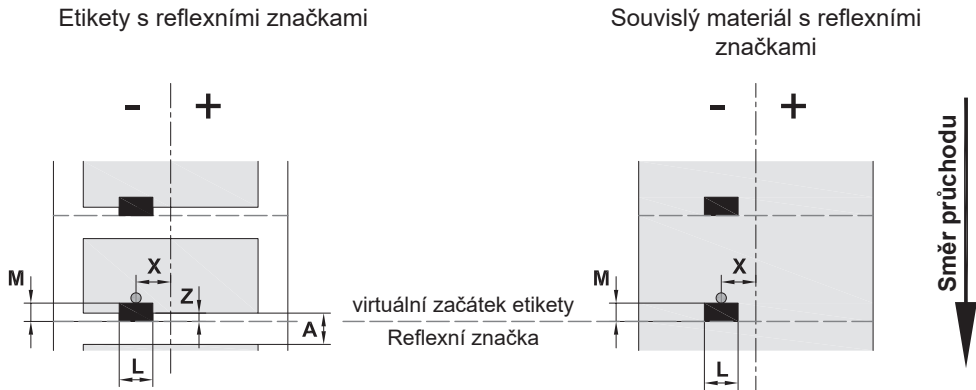 Etikety s reflexními značkami
Souvislý materiál s reflexními
značkami
- +
- +
Směr průchodu
X
M
Z
A
L
virtuální začátek etikety
Reflexní značka
X
M
L